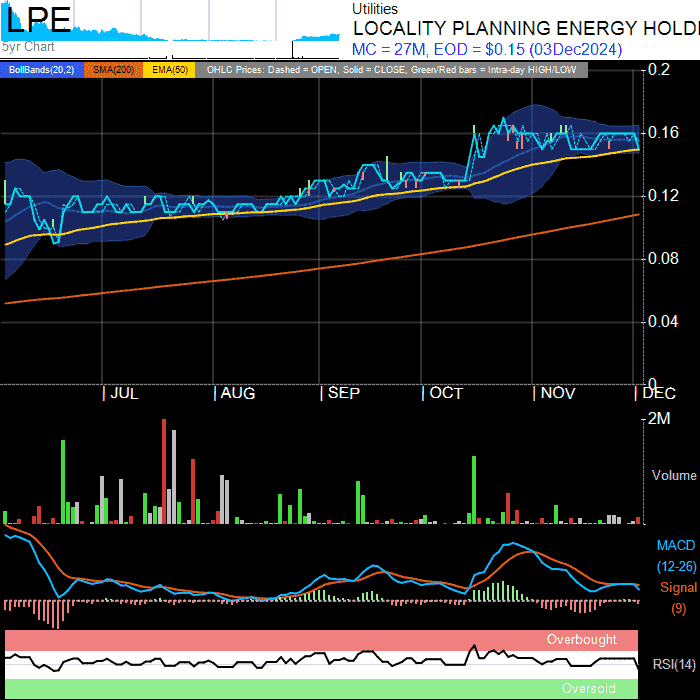 LPE
5yr Chart
Utilities
LOCALITY PLANNING ENERGY HOLDI
MC = 27M, EOD = $0.15 (03Dec2024)
BollBands(20,2) SMA(200) EMA(50) OHLC Prices: Dashed = OPEN, Solid = CLOSE, Green/Red bars = Intra-day HIGH/LOW
0.2
0.16
0.12
0.08
0.04
0
JUL AUG SEP OCT NOV DEC
2M
Volume
MACD
(12-26)
Signal
(9)
Overbought
RSI(14)
Oversold